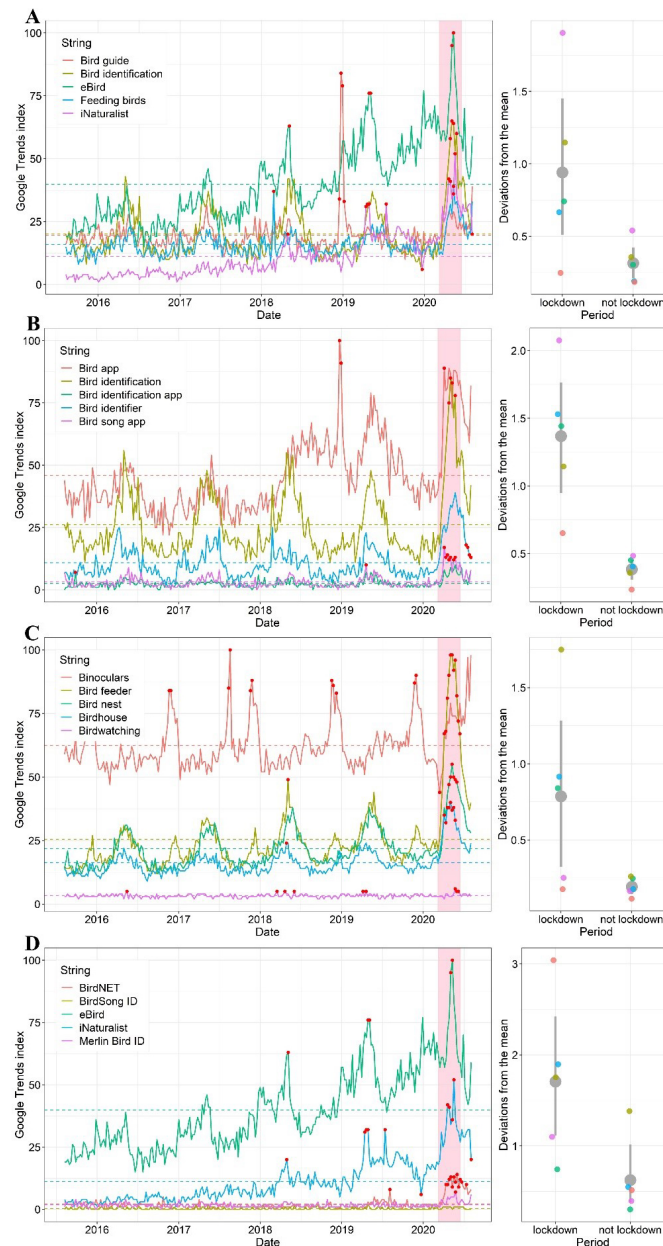 A
String
Bird guide
Bird identification
eBird
Feeding birds
iNaturalist
Google Trends index
100
75
50
25
0
2016 2017 2018 2019 2020
Date
Deviations from the mean
1.5
1.0
0.5
lockdown not lockdown
Period
B
String
Bird app
Bird identification
Bird identification app
Bird identifier
Bird song app
Google Trends index
100
75
50
25
0
2016 2017 2018 2019 2020
Date
Deviations from the mean
2.0
1.5
1.0
0.5
lockdown not lockdown
Period
C
String
Binoculars
Bird feeder
Bird nest
Birdhouse
Birdwatching
Google Trends index
100
75
50
25
0
2016 2017 2018 2019 2020
Date
Deviations from the mean
1.5
1.0
0.5
lockdown not lockdown
Period
D
String
BirdNET
BirdSong ID
eBird
iNaturalist
Merlin Bird ID
Google Trends index
100
75
50
25
0
2016 2017 2018 2019 2020
Date
Deviations from the mean
3
2
1
lockdown not lockdown
Period